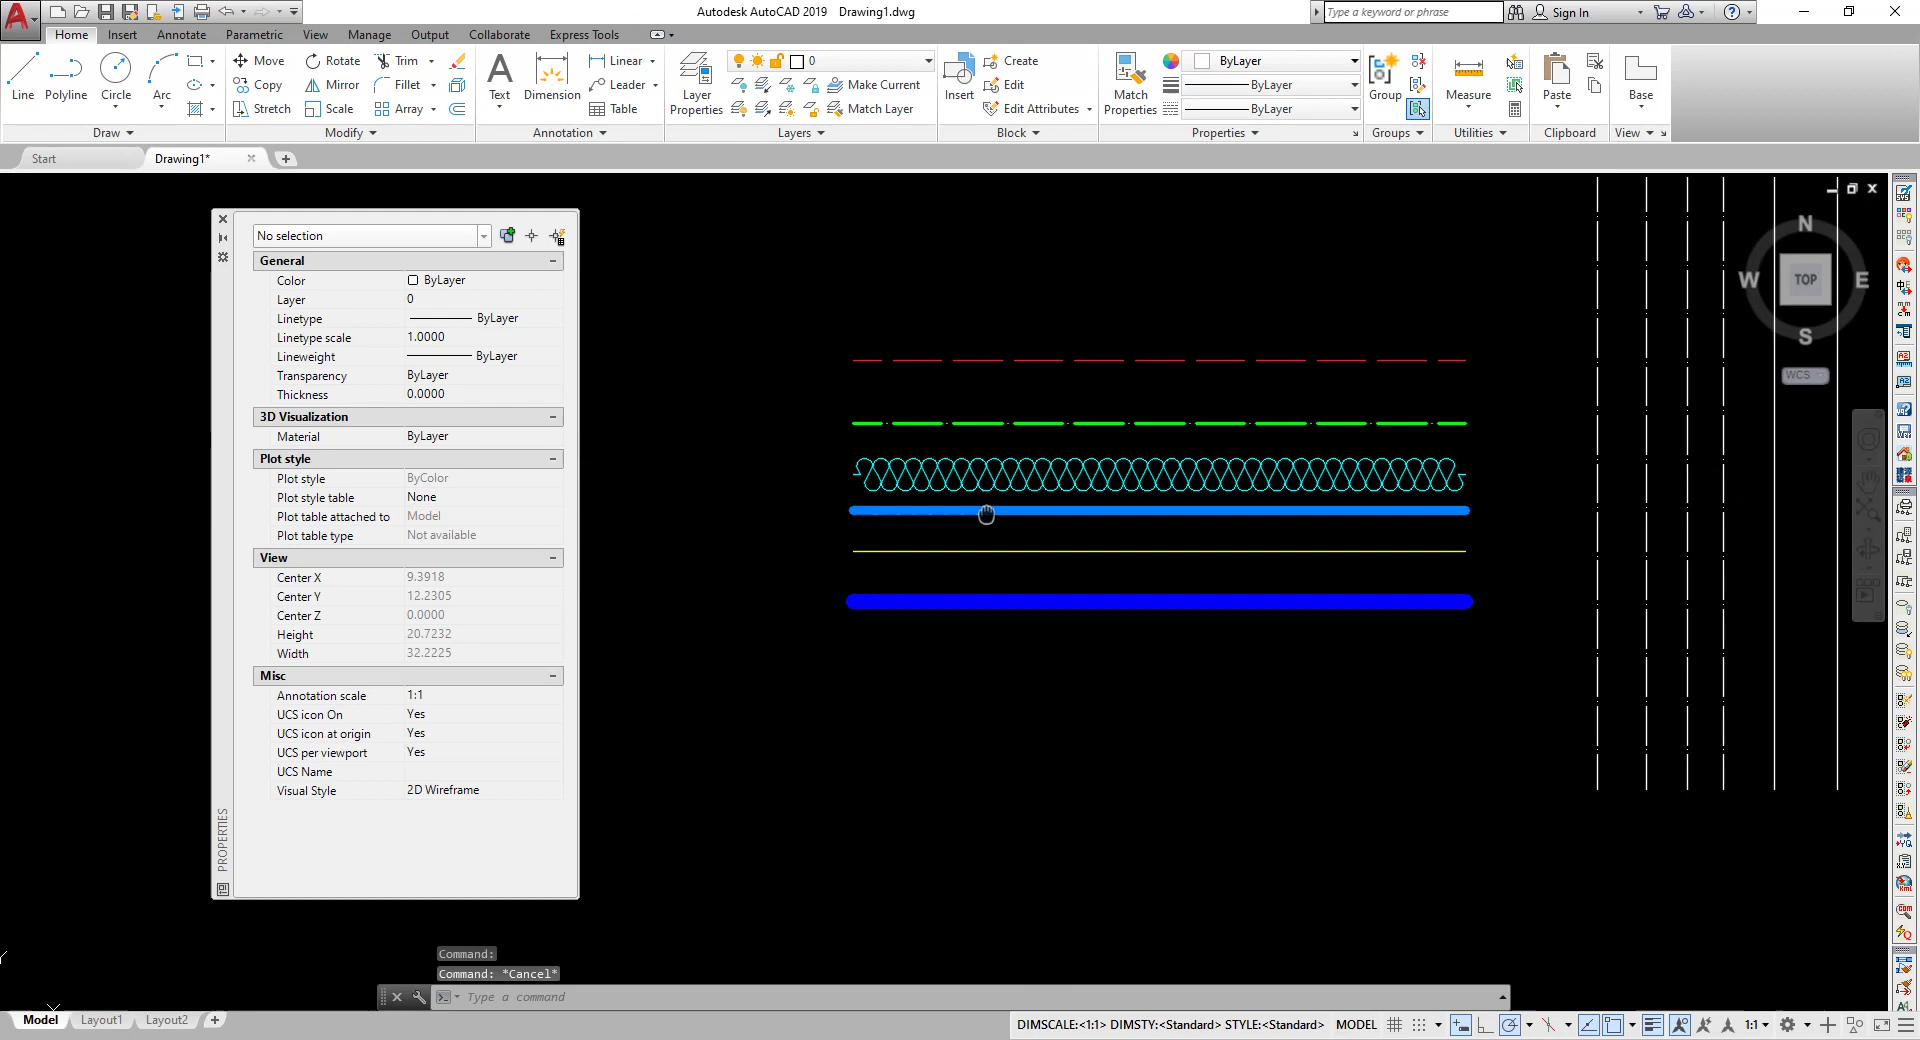 Autodesk AutoCAD 2019 Drawing1.dwg
Type a keyword or phrase
Sign In
Home Insert Annotate Parametric View Manage Output Collaborate Express Tools
Line Polyline Circle Arc
Draw
Move Rotate Trim
Copy Mirror Fillet
Stretch Scale Array
Modify
Text Dimension
Linear
Leader
Table
Annotation
Layer Properties
0
Make Current
Match Layer
Layers
Insert
Create
Edit
Edit Attributes
Block
Match Properties
ByLayer
ByLayer
ByLayer
Properties
Group
Groups
Measure
Utilities
Paste
Clipboard
Base
View
Start Drawing1*
No selection
General
Color ByLayer
Layer 0
Linetype ByLayer
Linetype scale 1.0000
Lineweight ByLayer
Transparency ByLayer
Thickness 0.0000
3D Visualization
Material ByLayer
Plot style
Plot style ByColor
Plot style table None
Plot table attached to Model
Plot table type Not available
View
Center X 9.3918
Center Y 12.2305
Center Z 0.0000
Height 20.7232
Width 32.2225
Misc
Annotation scale 1:1
UCS icon On Yes
UCS icon at origin Yes
UCS per viewport Yes
UCS Name
Visual Style 2D Wireframe
PROPERTIES
N
W TOP E
S
WCS
Command:
Command: *Cancel*
Type a command
Model Layout1 Layout2
DIMSCALE:<1:1> DIMSTY:<Standard> STYLE:<Standard> MODEL 1:1